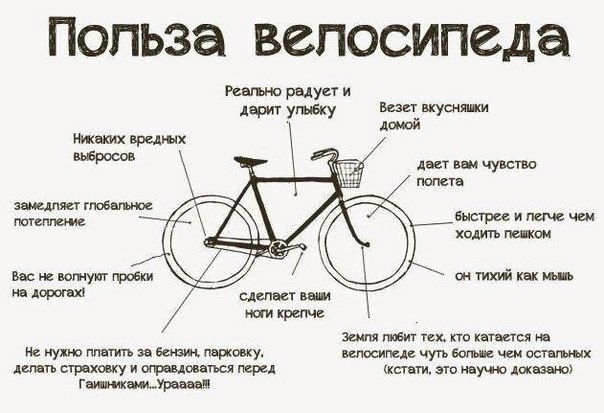 Польза велосипеда
Реально радует и
дарит улыбку
Везет вкусняшки
домой
Никаких вредных
выбросов
дает вам чувство
полета
замедляет глобальное
потепление
быстрее и легче чем
ходить пешком
Вас не волнуют пробки
на дорогах!
он тихий как мышь
сделает ваши
ноги крепче
Не нужно платить за бензин, парковку,
делать страховку и оправдоваться перед
Гаишниками...Ураааа!!!
Земля любит тех, кто катается на
велосипеде чуть больше чем остальных
(кстати, это научно доказано)